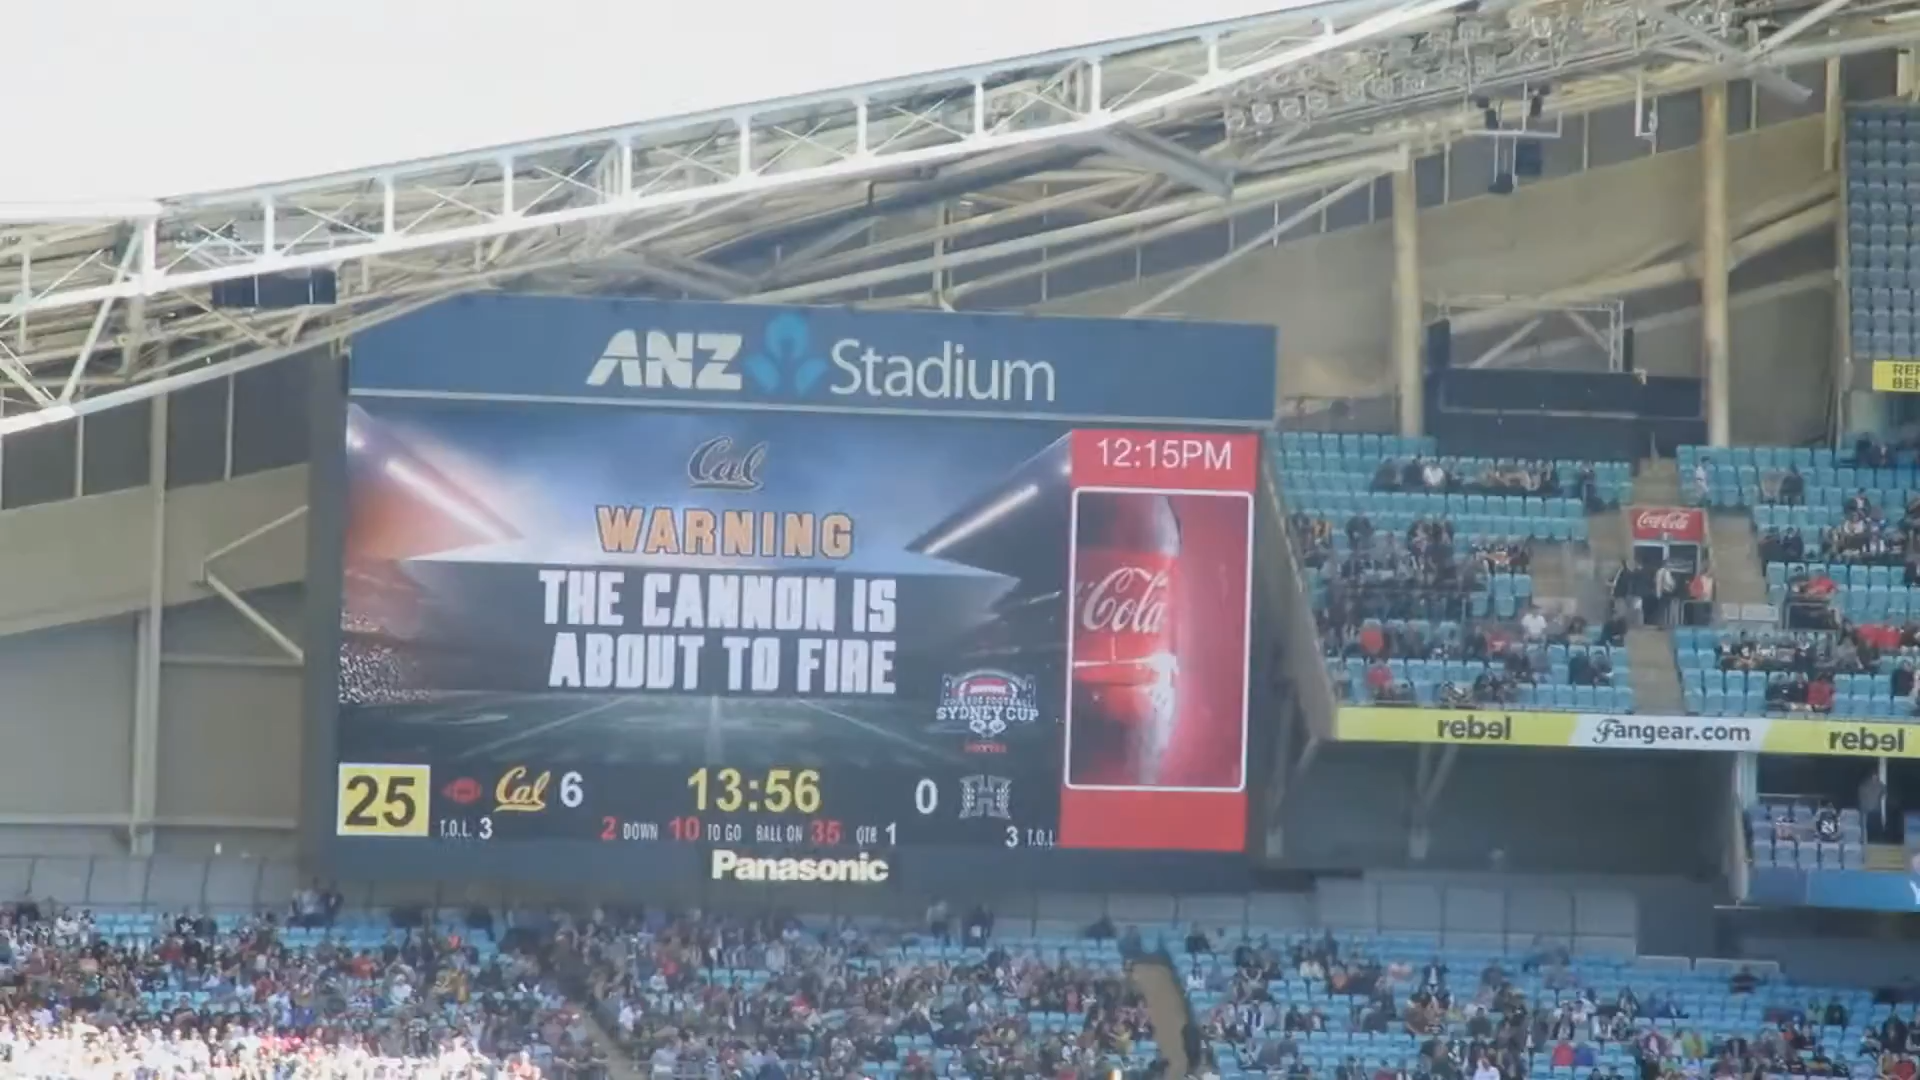 ANZ Stadium
Cal
12:15PM
WARNING
THE CANNON IS
ABOUT TO FIRE
Cola
COLLEGE FOOTBALL
SYDNEY CUP
25 Cal 6 13:56 0 H
T.O.L. 3 2 DOWN 10 TO GO BALL ON 35 QTR 1 3 T.O.L
Panasonic
Coca-Cola
rebel Fangear.com rebel